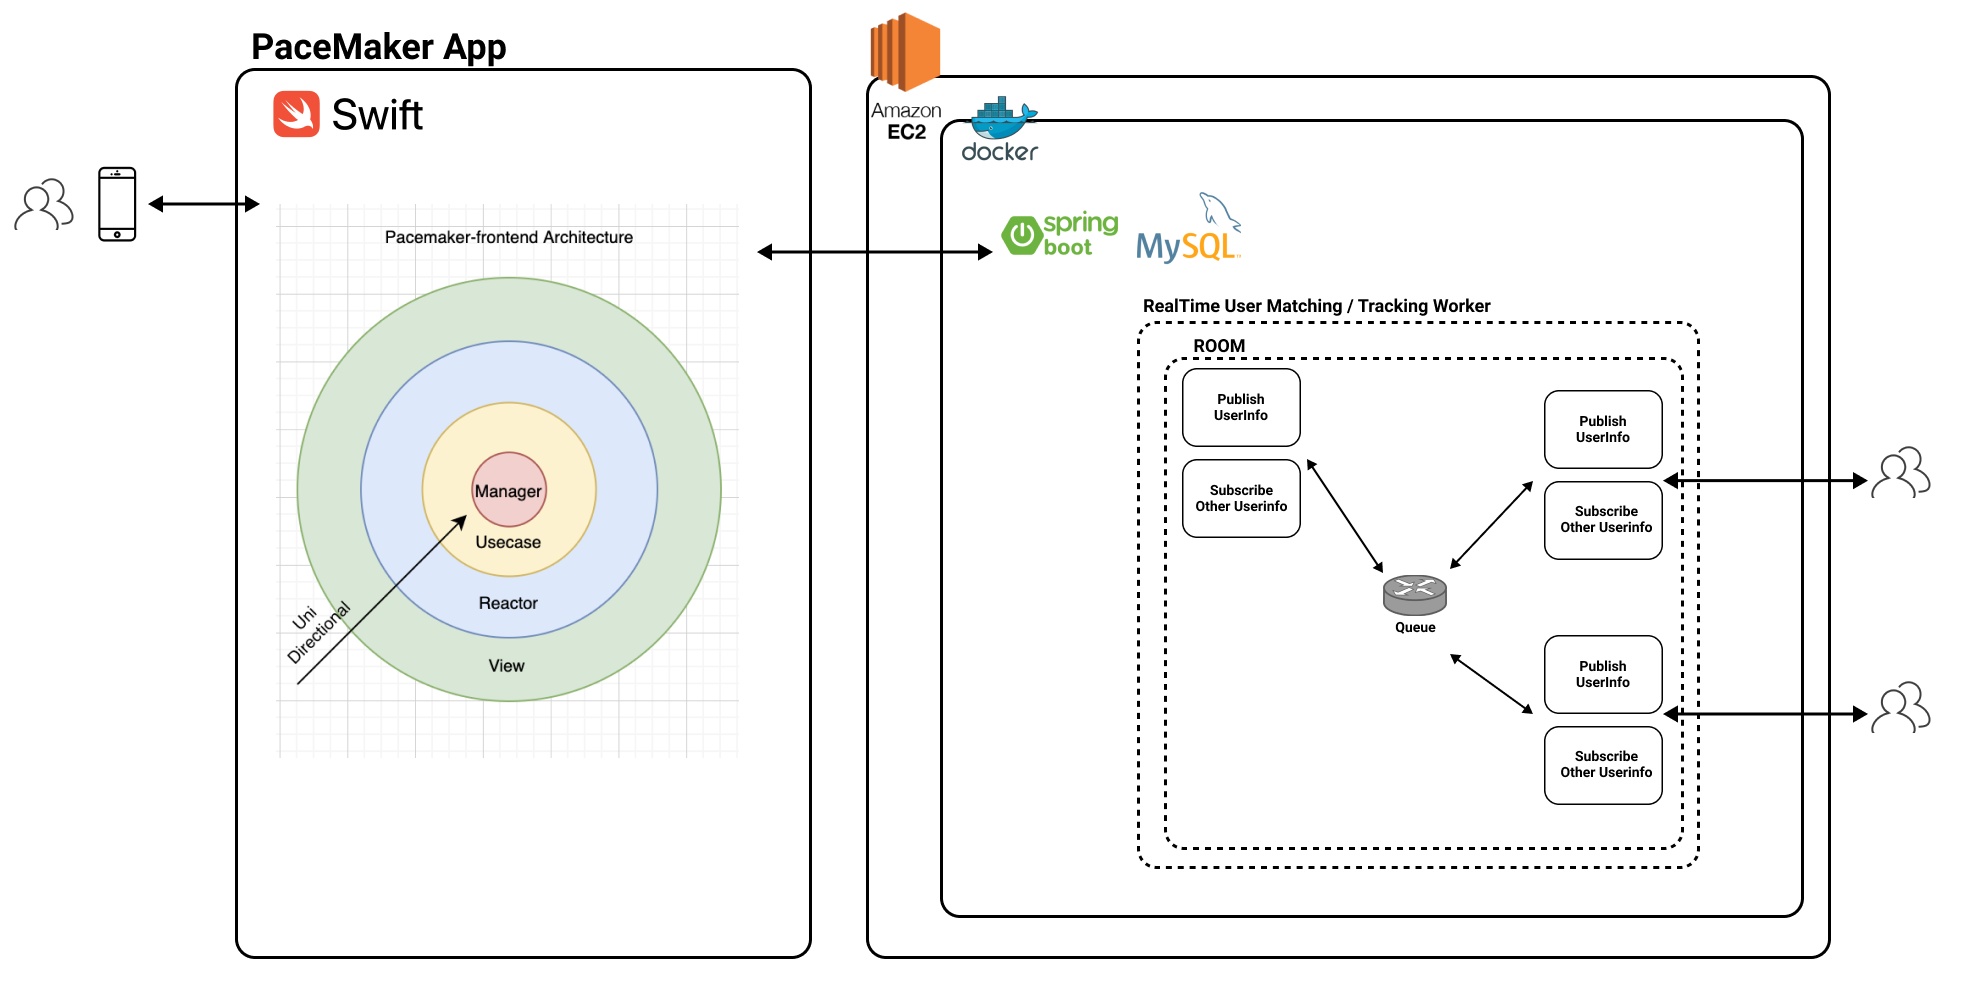 PaceMaker App
Swift
Pacemaker-frontend Architecture
Manager
Usecase
Reactor
View
Uni
Directional
Amazon
EC2
docker
spring
boot
MySQL™
RealTime User Matching / Tracking Worker
ROOM
Publish
UserInfo
Subscribe
Other Userinfo
Publish
UserInfo
Subscribe
Other Userinfo
Queue
Publish
UserInfo
Subscribe
Other Userinfo